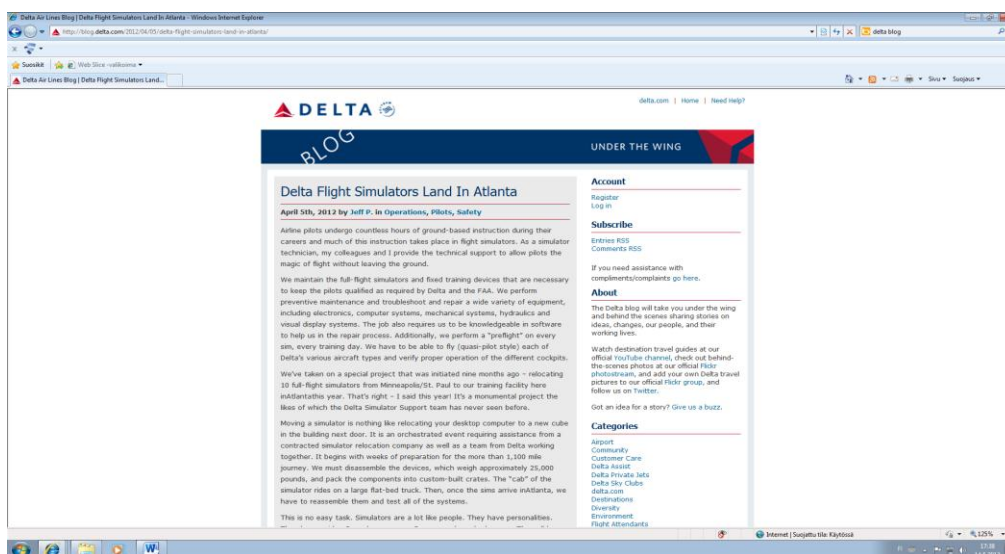 Delta Air Lines Blog | Delta Flight Simulators Land In Atlanta - Windows Internet Explorer
http://blog.delta.com/2012/04/05/delta-flight-simulators-land-in-atlanta/
delta blog
x
Suosikit
Web Slice -valikoima
Delta Air Lines Blog | Delta Flight Simulators Land...
Sivu Suojaus
delta.com | Home | Need Help?
DELTA
BLOG
UNDER THE WING
Delta Flight Simulators Land In Atlanta
April 5th, 2012 by Jeff P. in Operations, Pilots, Safety
Airline pilots undergo countless hours of ground-based instruction during their
careers and much of this instruction takes place in flight simulators. As a simulator
technician, my colleagues and I provide the technical support to allow pilots the
magic of flight without leaving the ground.
We maintain the full-flight simulators and fixed training devices that are necessary
to keep the pilots qualified as required by Delta and the FAA. We perform
preventive maintenance and troubleshoot and repair a wide variety of equipment,
including electronics, computer systems, mechanical systems, hydraulics and
visual display systems. The job also requires us to be knowledgeable in software
to help us in the repair process. Additionally, we perform a "preflight" on every
sim, every training day. We have to be able to fly (quasi-pilot style) each of
Delta's various aircraft types and verify proper operation of the different cockpits.
We've taken on a special project that was initiated nine months ago – relocating
10 full-flight simulators from Minneapolis/St. Paul to our training facility here
inAtlantathis year. That's right – I said this year! It's a monumental project the
likes of which the Delta Simulator Support team has never seen before.
Moving a simulator is nothing like relocating your desktop computer to a new cube
in the building next door. It is an orchestrated event requiring assistance from a
contracted simulator relocation company as well as a team from Delta working
together. It begins with weeks of preparation for the more than 1,100 mile
journey. We must disassemble the devices, which weigh approximately 25,000
pounds, and pack the components into custom-built crates. The "cab" of the
simulator rides on a large flat-bed truck. Then, once the sims arrive inAtlanta, we
have to reassemble them and test all of the systems.
This is no easy task. Simulators are a lot like people. They have personalities.
Account
Register
Log in
Subscribe
Entries RSS
Comments RSS
If you need assistance with
compliments/complaints go here.
About
The Delta blog will take you under the wing
and behind the scenes sharing stories on
ideas, changes, our people, and their
working lives.
Watch destination travel guides at our
official YouTube channel, check out behind-
the-scenes photos at our official Flickr
photostream, and add your own Delta travel
pictures to our official Flickr group, and
follow us on Twitter.
Got an idea for a story? Give us a buzz.
Categories
Airport
Community
Customer Care
Delta Assist
Delta Private Jets
Delta Sky Clubs
delta.com
Destinations
Diversity
Environment
Flight Attendants
Internet | Suojattu tila: Käytössä
125%
FI
17:38